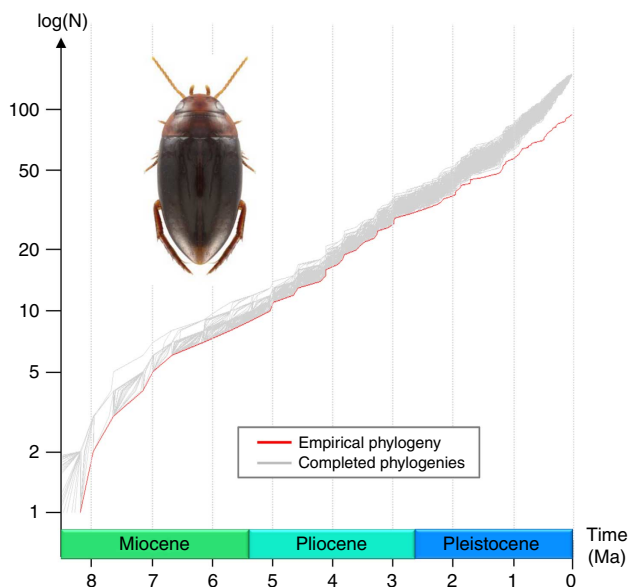 log(N)
100
50
20
10
5
2
1
Empirical phylogeny
Completed phylogenies
Miocene Pliocene Pleistocene Time
(Ma)
8 7 6 5 4 3 2 1 0